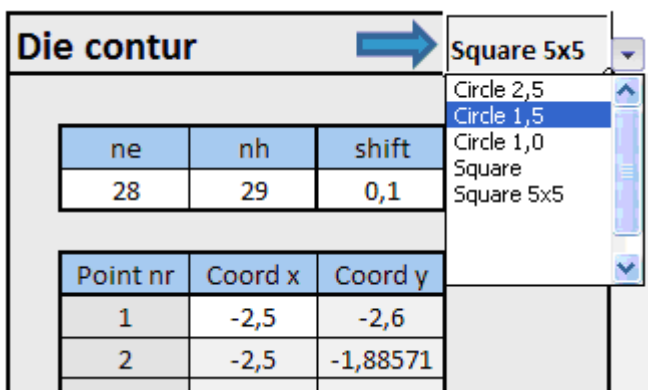 Die contur
Square 5x5
Circle 2,5
Circle 1,5
Circle 1,0
Square
Square 5x5
ne nh shift
28 29 0,1
Point nr Coord x Coord y
1 -2,5 -2,6
2 -2,5 -1,88571